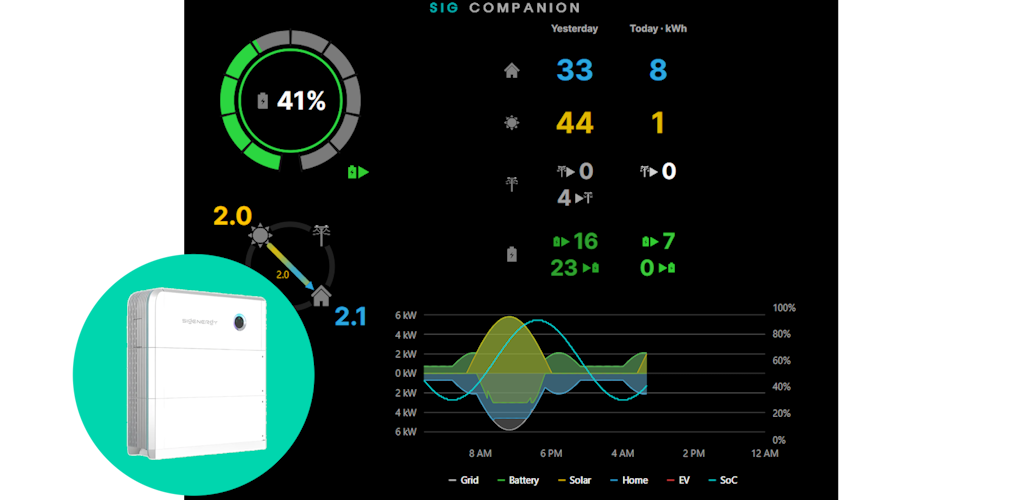 SIG COMPANION
Yesterday Today · kWh
41%
33 8
44 1
0 0
4
16 7
23 0
2.0
2.0
2.1
SIGENERGY
6 kW 100%
4 kW 80%
2 kW 60%
0 kW
2 kW 40%
4 kW 20%
6 kW 0%
8 AM 6 PM 4 AM 2 PM 12 AM
Grid Battery Solar Home EV SoC